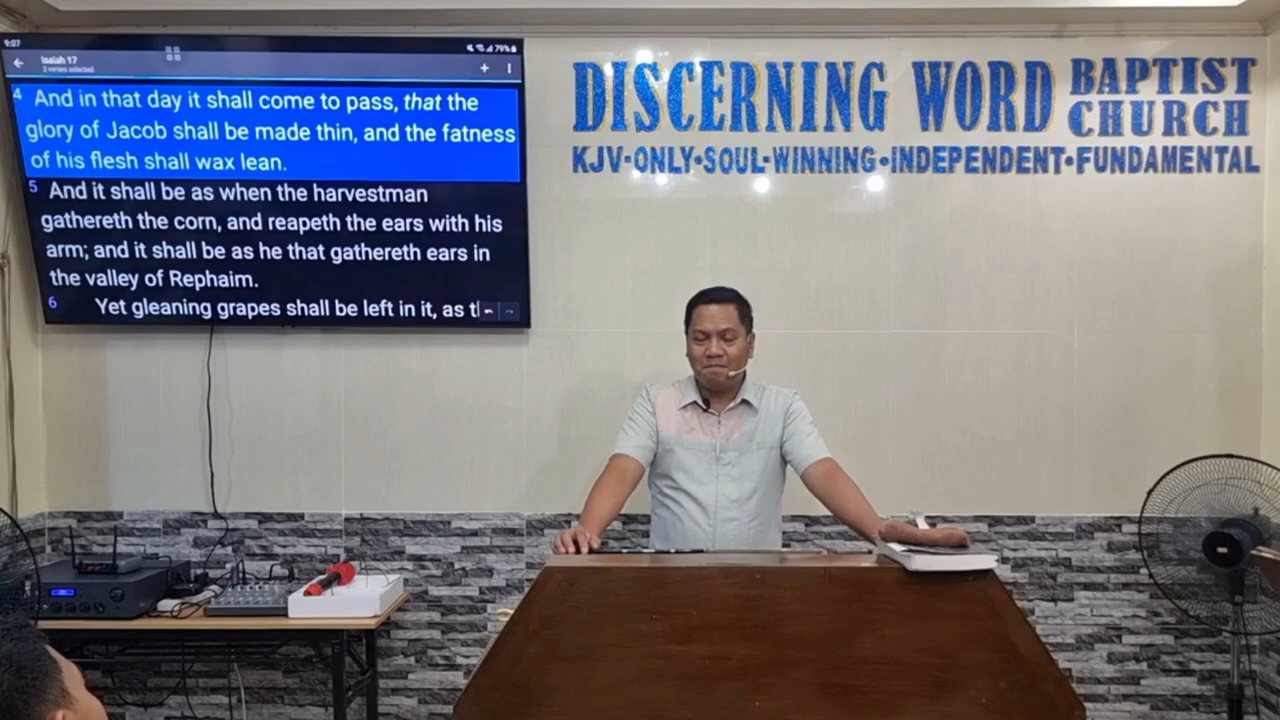 9:07
79%
Isaiah 17
2 verses selected
4 And in that day it shall come to pass, that the
glory of Jacob shall be made thin, and the fatness
of his flesh shall wax lean.
5 And it shall be as when the harvestman
gathereth the corn, and reapeth the ears with his
arm; and it shall be as he that gathereth ears in
the valley of Rephaim.
6 Yet gleaning grapes shall be left in it, as
DISCERNING WORD BAPTIST
CHURCH
KJV-ONLY•SOUL-WINNING•INDEPENDENT•FUNDAMENTAL